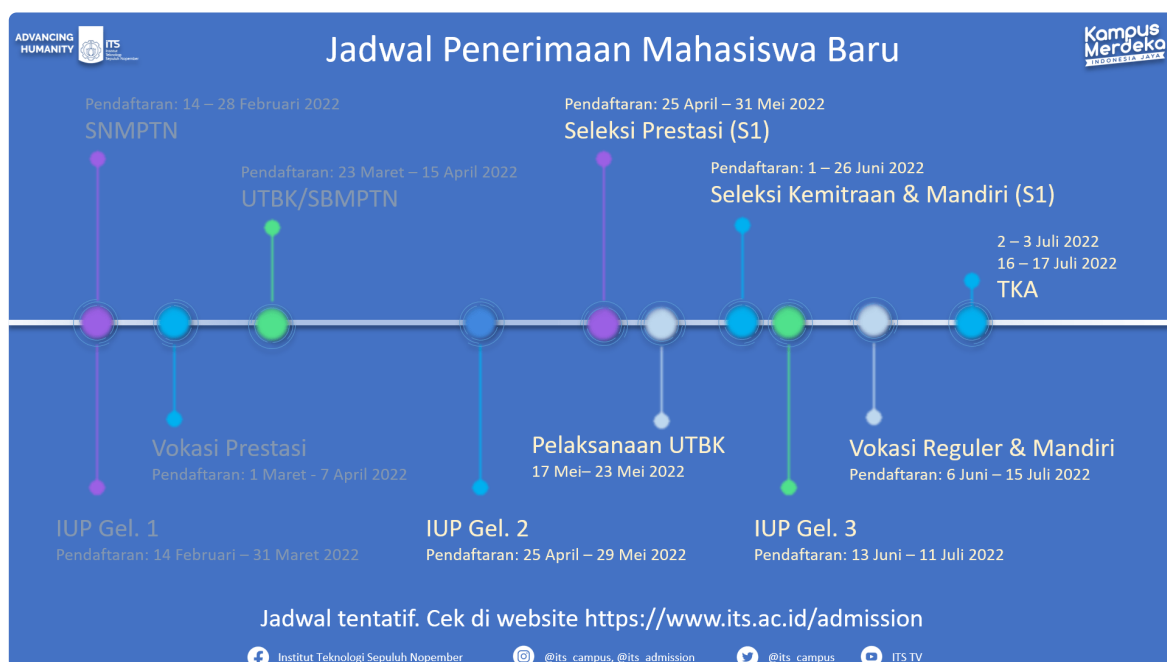 ADVANCING
HUMANITY
ITS
Institut
Teknologi
Sepuluh Nopember
Jadwal Penerimaan Mahasiswa Baru
Kampus
Merdeka
INDONESIA JAYA
Pendaftaran: 14 – 28 Februari 2022
SNMPTN
Pendaftaran: 25 April – 31 Mei 2022
Seleksi Prestasi (S1)
Pendaftaran: 23 Maret – 15 April 2022
UTBK/SBMPTN
Pendaftaran: 1 – 26 Juni 2022
Seleksi Kemitraan & Mandiri (S1)
2 – 3 Juli 2022
16 – 17 Juli 2022
TKA
Vokasi Prestasi
Pendaftaran: 1 Maret - 7 April 2022
Pelaksanaan UTBK
17 Mei– 23 Mei 2022
Vokasi Reguler & Mandiri
Pendaftaran: 6 Juni – 15 Juli 2022
IUP Gel. 1
Pendaftaran: 14 Februari – 31 Maret 2022
IUP Gel. 2
Pendaftaran: 25 April – 29 Mei 2022
IUP Gel. 3
Pendaftaran: 13 Juni – 11 Juli 2022
Jadwal tentatif. Cek di website https://www.its.ac.id/admission
Institut Teknologi Sepuluh Nopember
@its_campus, @its_admission
@its_campus
ITS TV